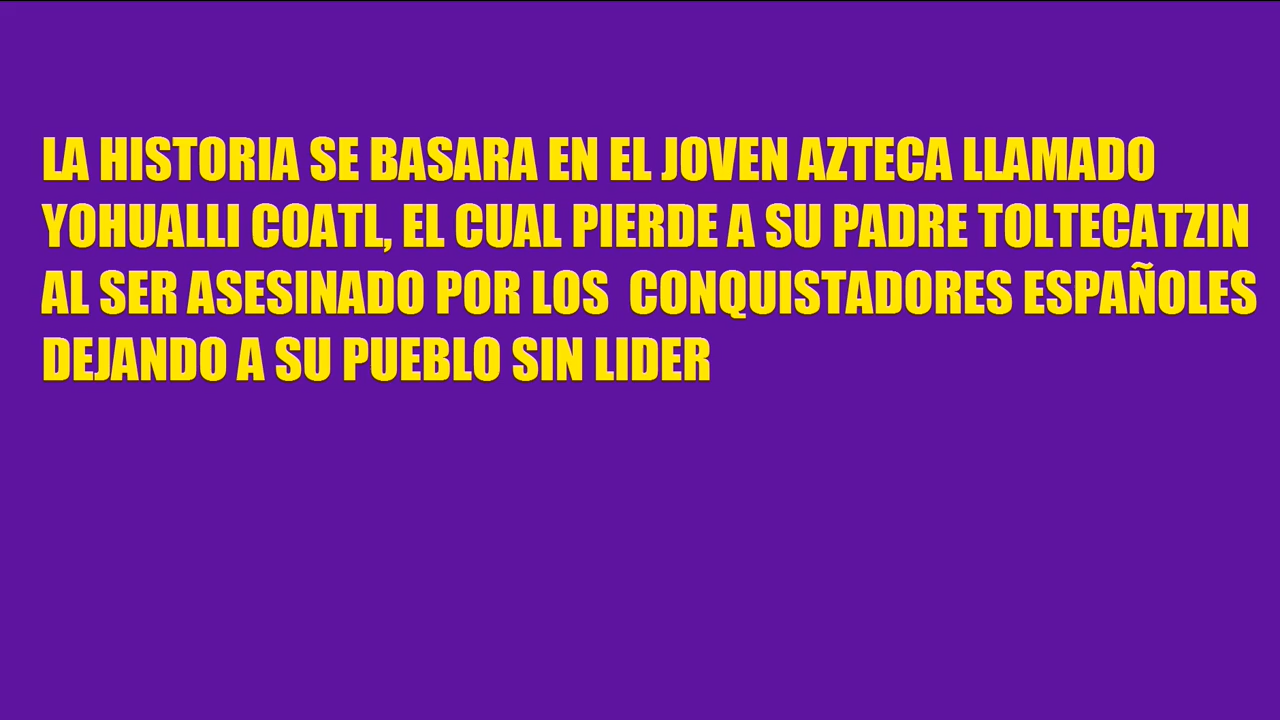 LA HISTORIA SE BASARA EN EL JOVEN AZTECA LLAMADO
YOHUALLI COATL, EL CUAL PIERDE A SU PADRE TOLTECATZIN
AL SER ASESINADO POR LOS  CONQUISTADORES ESPAÑOLES
DEJANDO A SU PUEBLO SIN LIDER